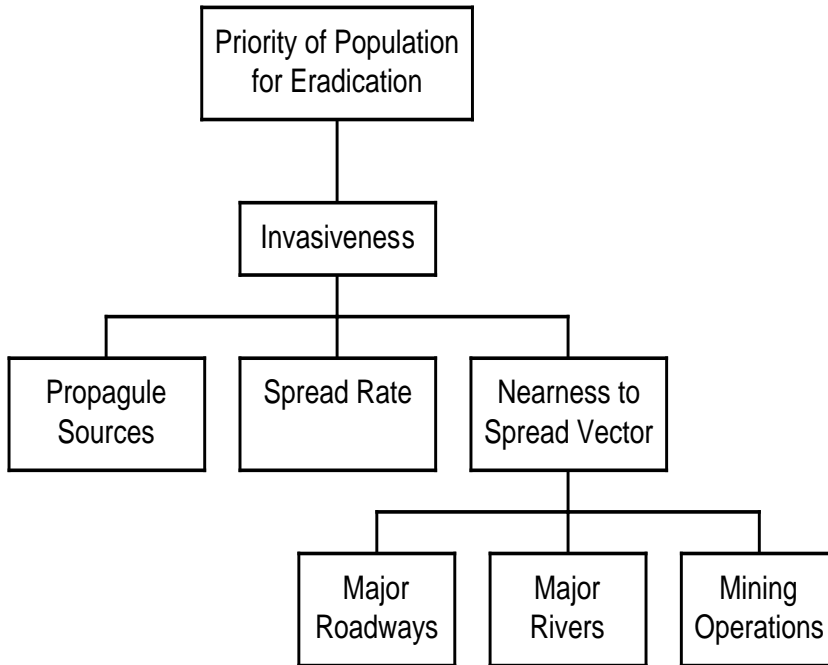 Priority of Population
for Eradication
Invasiveness
Propagule
Sources
Spread Rate
Nearness to
Spread Vector
Major
Roadways
Major
Rivers
Mining
Operations